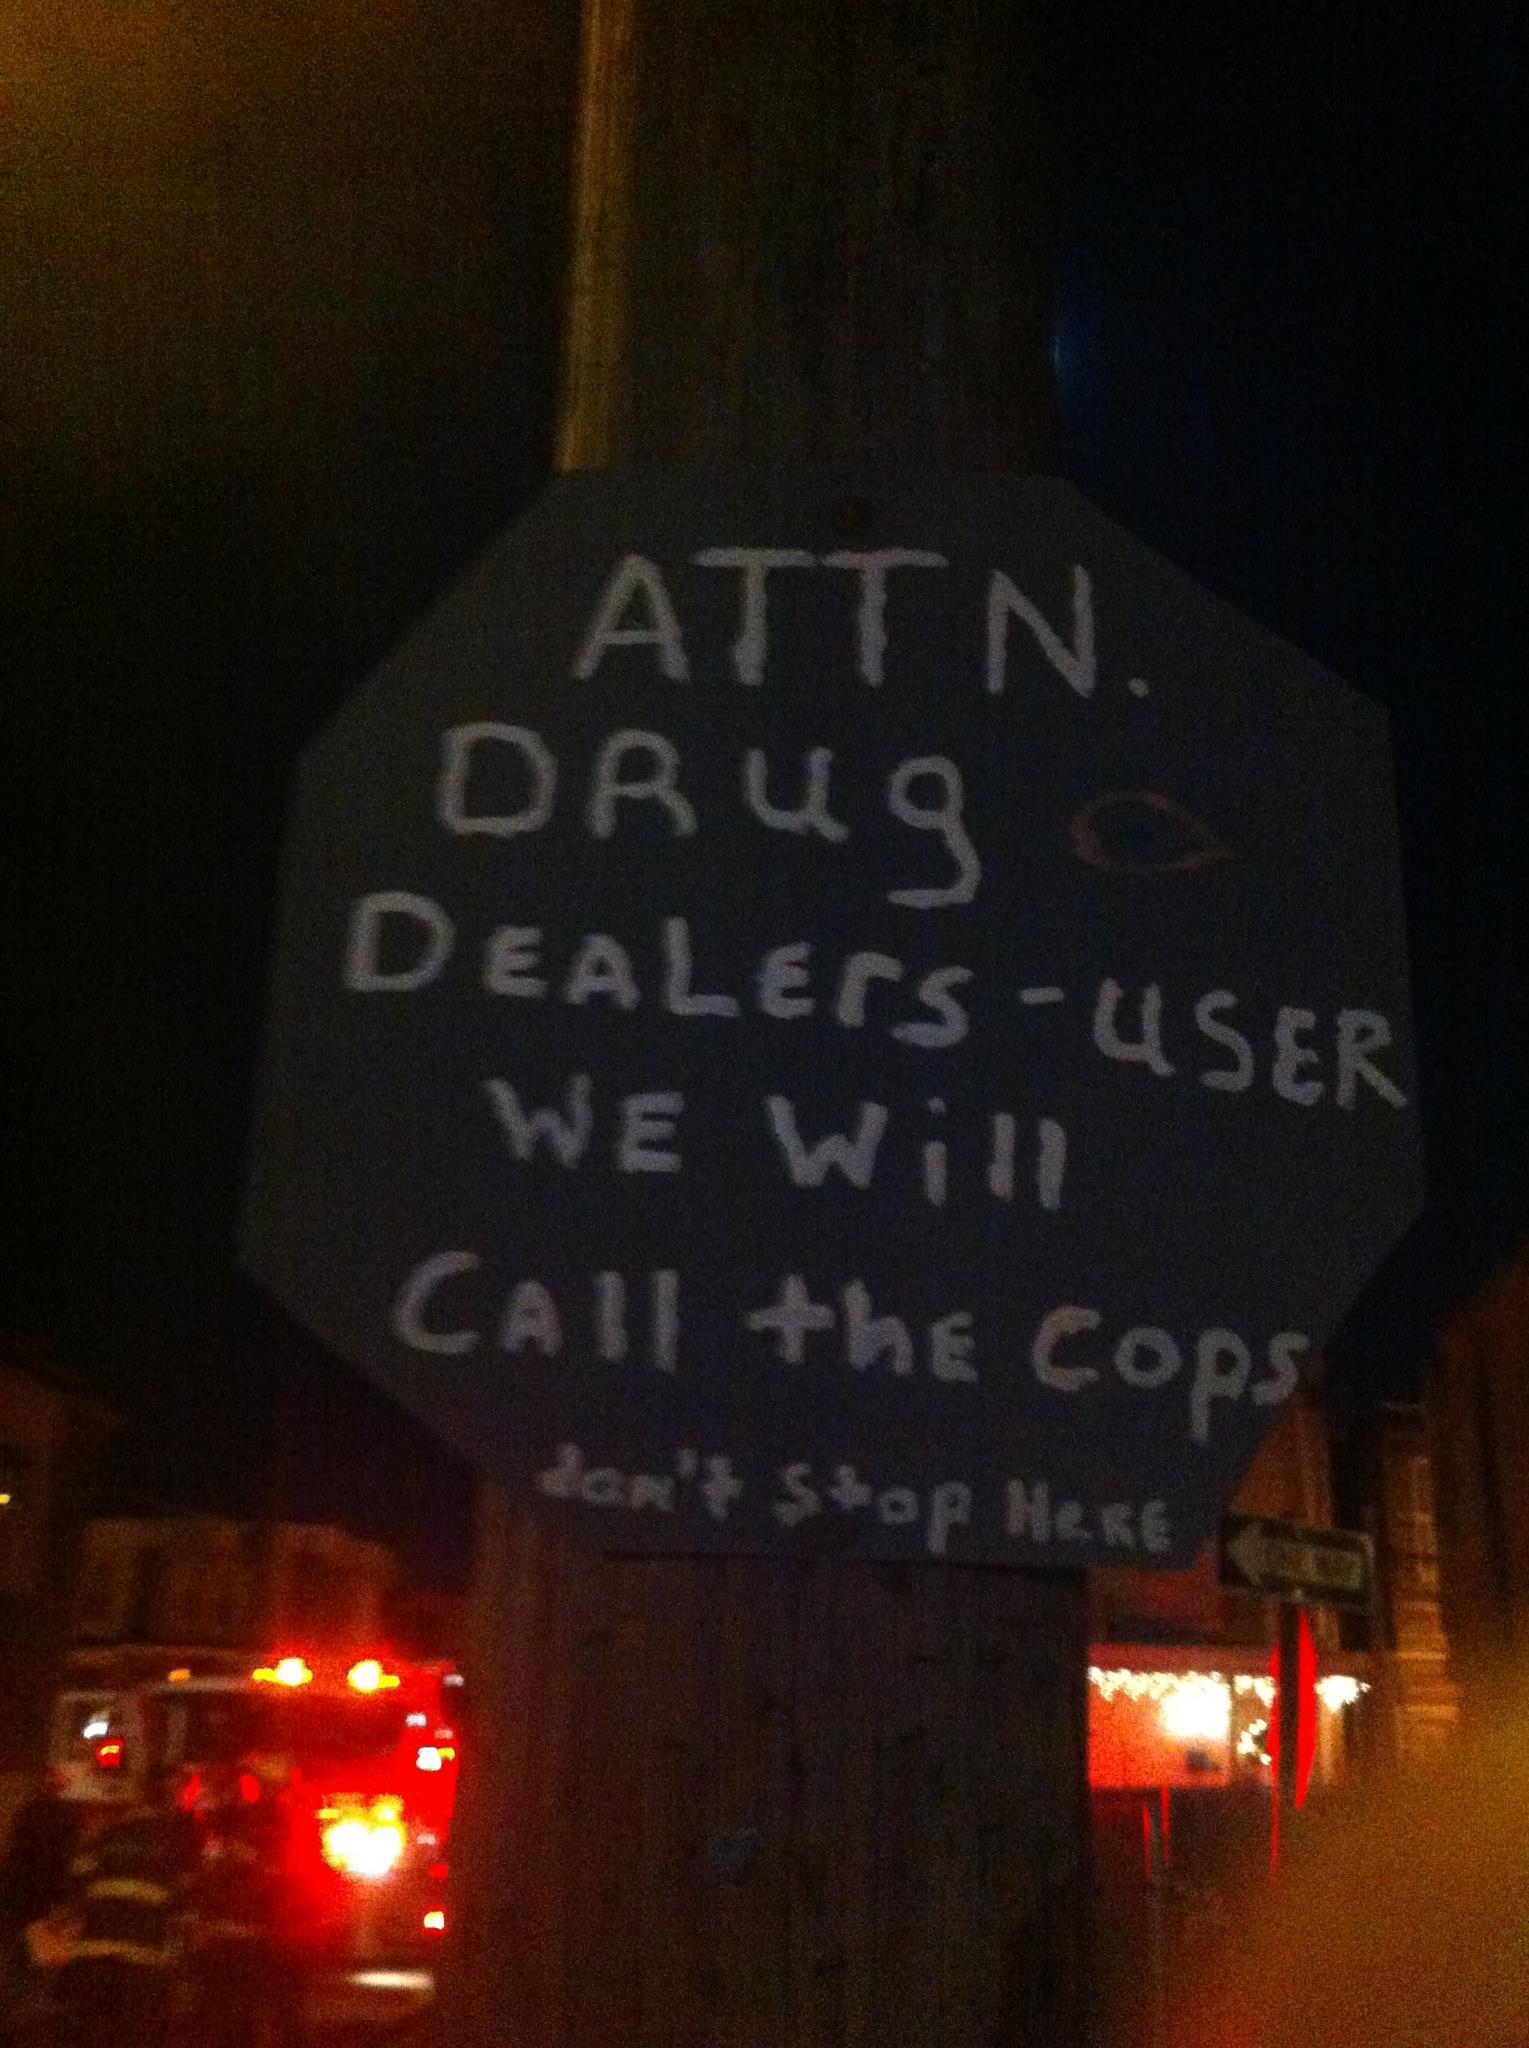 ATTN.
DRug
DEALErS - uSER
WE Will
CAll thE COpS
don't StOp HeRE